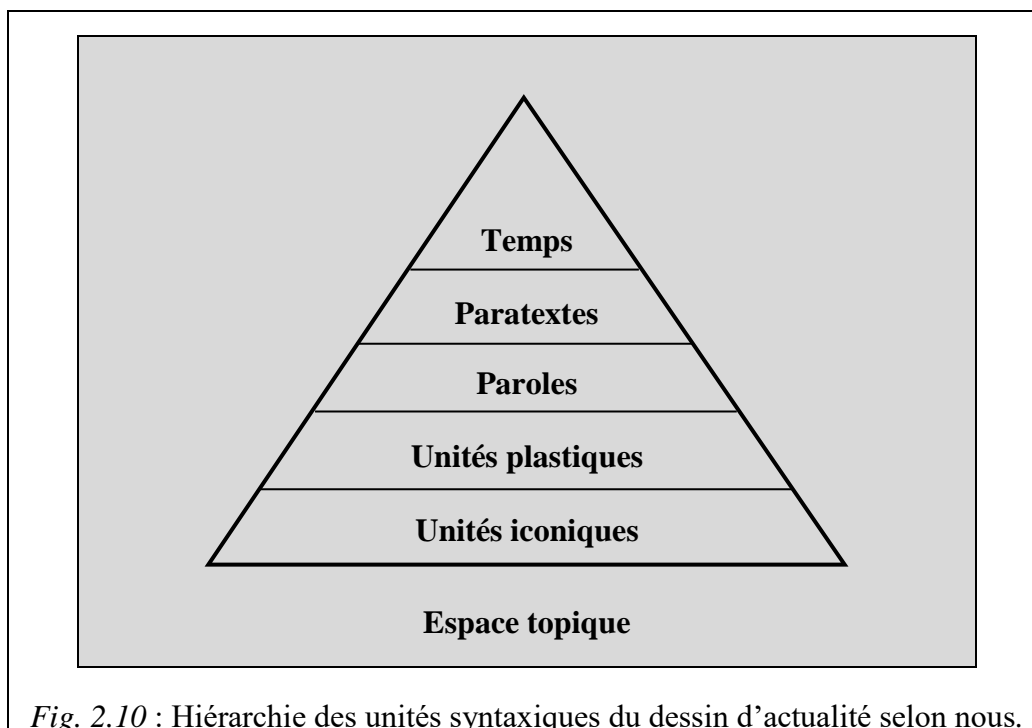 Temps
Paratextes
Paroles
Unités plastiques
Unités iconiques
Espace topique
Fig. 2.10 : Hiérarchie des unités syntaxiques du dessin d’actualité selon nous.